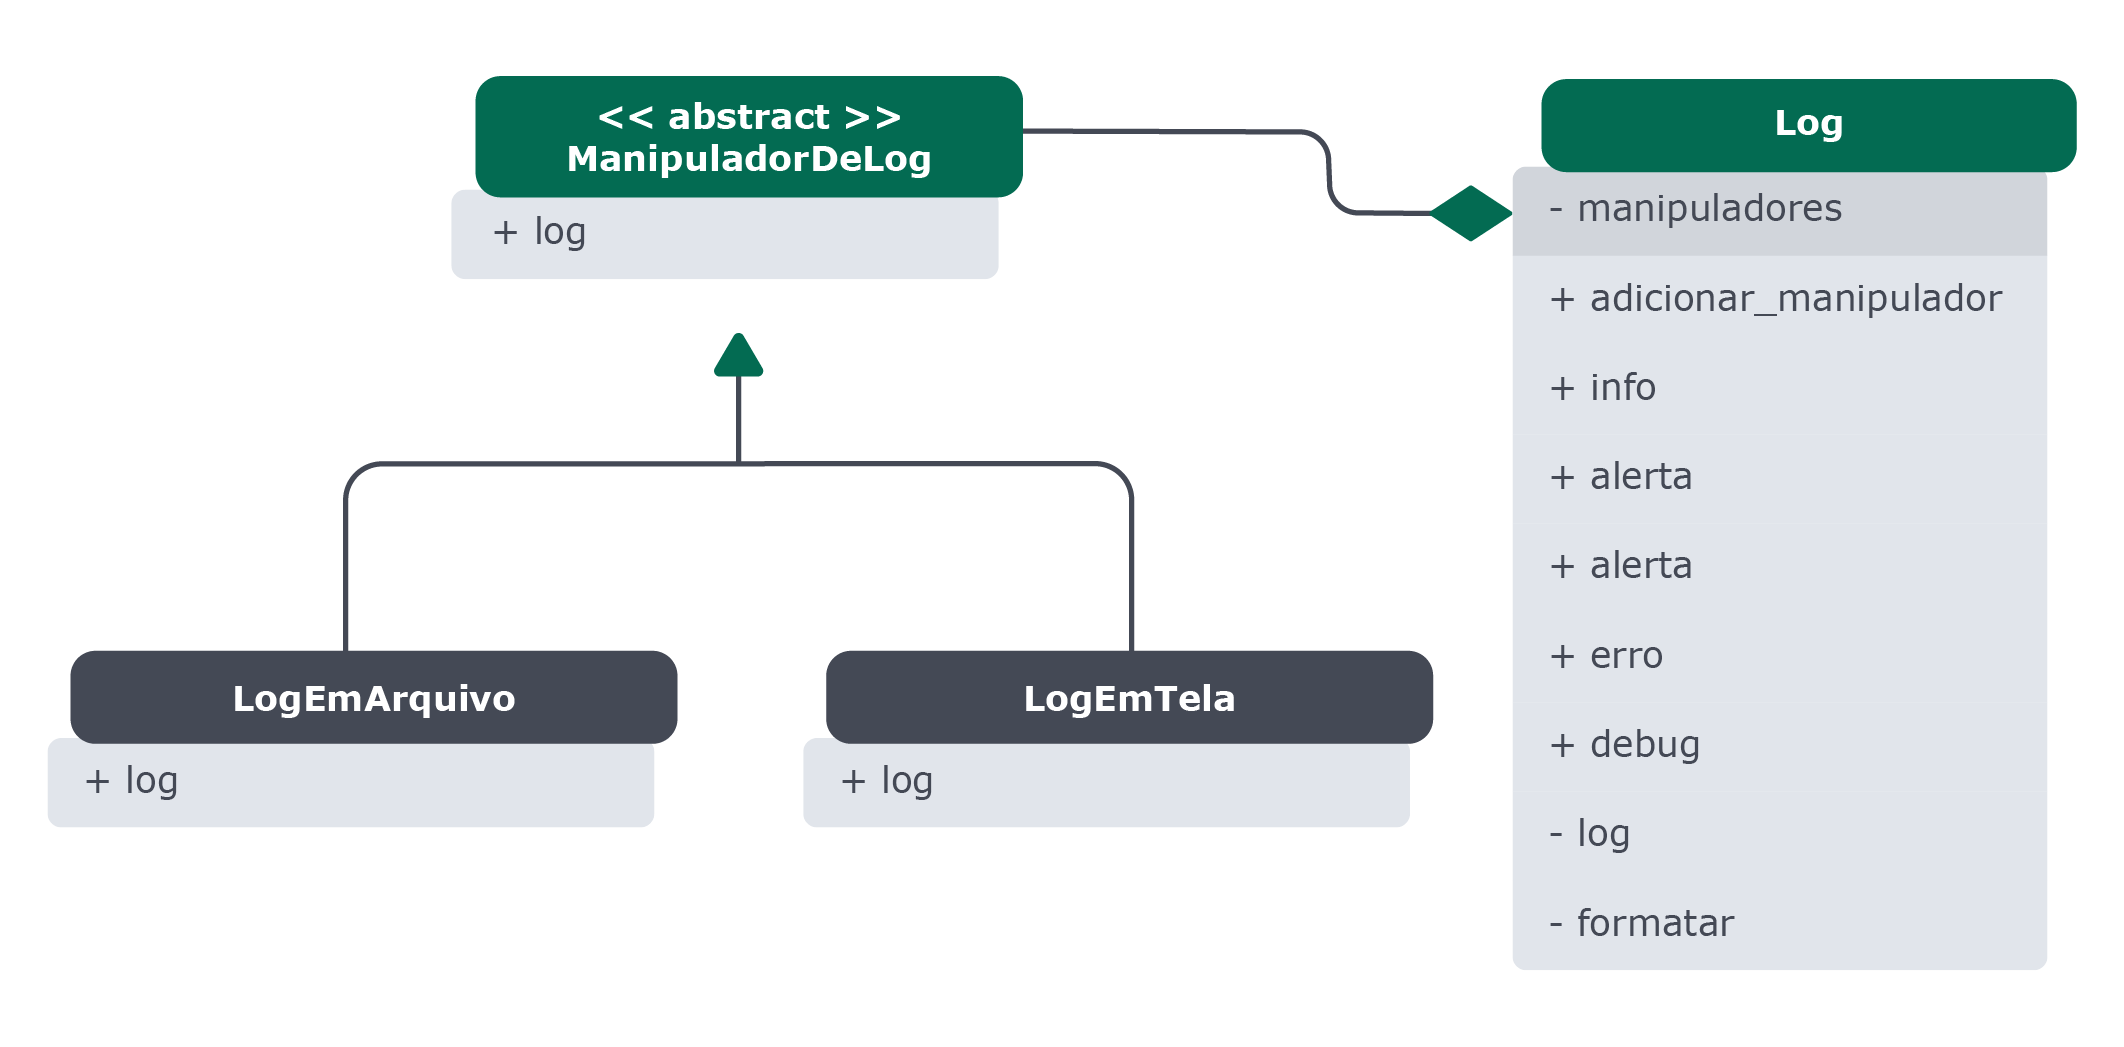 << abstract >>
ManipuladorDeLog
+ log
Log
- manipuladores
+ adicionar_manipulador
+ info
+ alerta
+ alerta
+ erro
+ debug
- log
- formatar
LogEmArquivo
+ log
LogEmTela
+ log